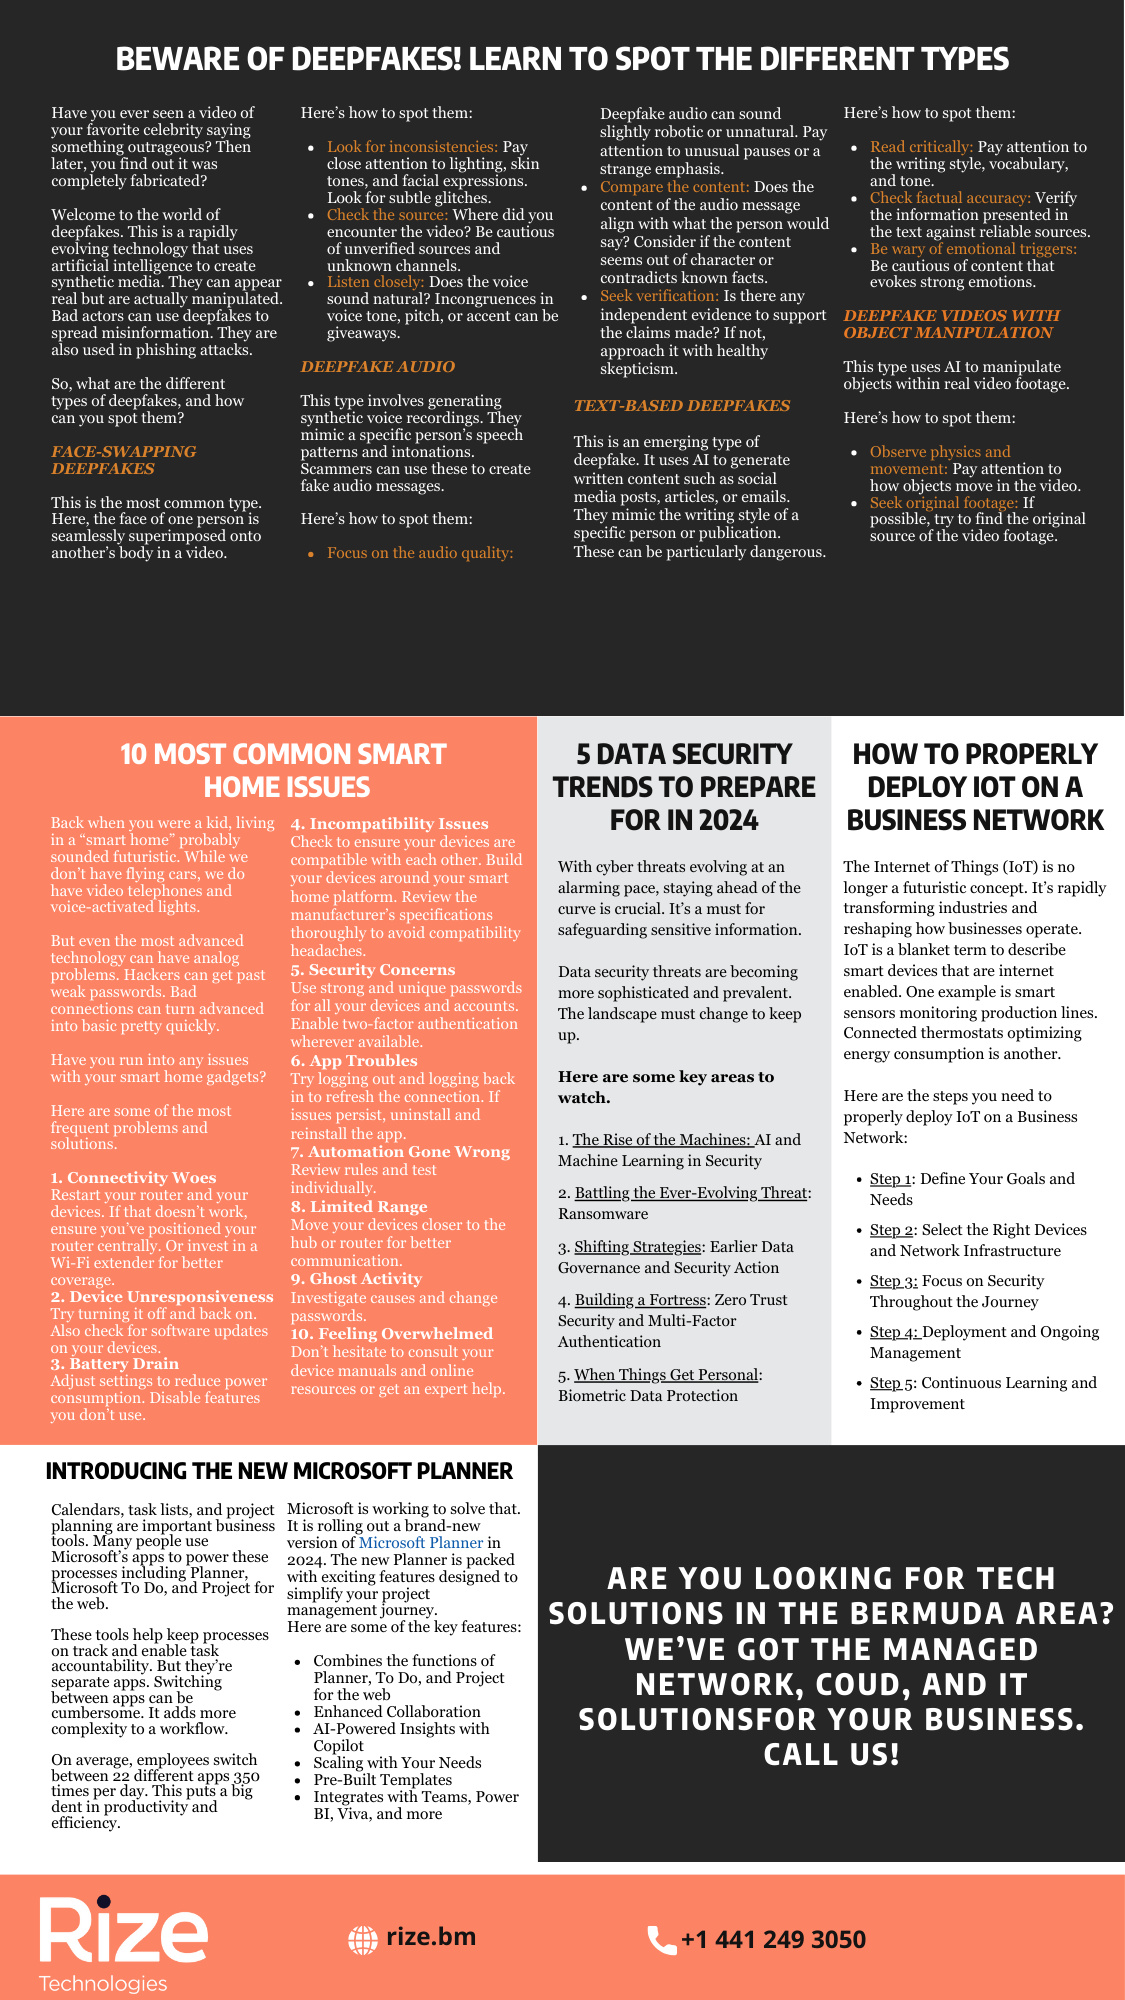 BEWARE OF DEEPFAKES! LEARN TO SPOT THE DIFFERENT TYPES
Have you ever seen a video of
your favorite celebrity saying
something outrageous? Then
later, you find out it was
completely fabricated?
Welcome to the world of
deepfakes. This is a rapidly
evolving technology that uses
artificial intelligence to create
synthetic media. They can appear
real but are actually manipulated.
Bad actors can use deepfakes to
spread misinformation. They are
also used in phishing attacks.
So, what are the different
types of deepfakes, and how
can you spot them?
FACE-SWAPPING
DEEPFAKES
This is the most common type.
Here, the face of one person is
seamlessly superimposed onto
another's body in a video.
Here's how to spot them:
• Look for inconsistencies: Pay
close attention to lighting, skin
tones, and facial expressions.
Look for subtle glitches.
• Check the source: Where did you
encounter the video? Be cautious
of unverified sources and
unknown channels.
• Listen closely: Does the voice
sound natural? Incongruences in
voice tone, pitch, or accent can be
giveaways.
DEEPFAKE AUDIO
This type involves generating
synthetic voice recordings. They
mimic a specific person's speech
patterns and intonations.
Scammers can use these to create
fake audio messages.
Here's how to spot them:
• Focus on the audio quality:
Deepfake audio can sound
slightly robotic or unnatural. Pay
attention to unusual pauses or a
strange emphasis.
• Compare the content: Does the
content of the audio message
align with what the person would
say? Consider if the content
seems out of character or
contradicts known facts.
• Seek verification: Is there any
independent evidence to support
the claims made? If not,
approach it with healthy
skepticism.
TEXT-BASED DEEPFAKES
This is an emerging type of
deepfake. It uses AI to generate
written content such as social
media posts, articles, or emails.
They mimic the writing style of a
specific person or publication.
These can be particularly dangerous.
Here's how to spot them:
• Read critically: Pay attention to
the writing style, vocabulary,
and tone.
• Check factual accuracy: Verify
the information presented in
the text against reliable sources.
• Be wary of emotional triggers:
Be cautious of content that
evokes strong emotions.
DEEPFAKE VIDEOS WITH
OBJECT MANIPULATION
This type uses AI to manipulate
objects within real video footage.
Here's how to spot them:
• Observe physics and
movement: Pay attention to
how objects move in the video.
• Seek original footage: If
possible, try to find the original
source of the video footage.
10 MOST COMMON SMART
HOME ISSUES
Back when you were a kid, living
in a “smart home” probably
sounded futuristic. While we
don't have flying cars, we do
have video telephones and
voice-activated lights.
But even the most advanced
technology can have analog
problems. Hackers can get past
weak passwords. Bad
connections can turn advanced
into basic pretty quickly.
Have you run into any issues
with your smart home gadgets?
Here are some of the most
frequent problems and
solutions.
1. Connectivity Woes
Restart your router and your
devices. If that doesn't work,
ensure you've positioned your
router centrally. Or invest in a
Wi-Fi extender for better
coverage.
2. Device Unresponsiveness
Try turning it off and back on.
Also check for software updates
on your devices.
3. Battery Drain
Adjust settings to reduce power
consumption. Disable features
you don't use.
4. Incompatibility Issues
Check to ensure your devices are
compatible with each other. Build
your devices around your smart
home platform. Review the
manufacturer's specifications
thoroughly to avoid compatibility
headaches.
5. Security Concerns
Use strong and unique passwords
for all your devices and accounts.
Enable two-factor authentication
wherever available.
6. App Troubles
Try logging out and logging back
in to refresh the connection. If
issues persist, uninstall and
reinstall the app.
7. Automation Gone Wrong
Review rules and test
individually.
8. Limited Range
Move your devices closer to the
hub or router for better
communication.
9. Ghost Activity
Investigate causes and change
passwords.
10. Feeling Overwhelmed
Don't hesitate to consult your
device manuals and online
resources or get an expert help.
5 DATA SECURITY
TRENDS TO PREPARE
FOR IN 2024
With cyber threats evolving at an
alarming pace, staying ahead of the
curve is crucial. It's a must for
safeguarding sensitive information.
Data security threats are becoming
more sophisticated and prevalent.
The landscape must change to keep
up.
Here are some key areas to
watch.
1. The Rise of the Machines: AI and
Machine Learning in Security
2. Battling the Ever-Evolving Threat:
Ransomware
3. Shifting Strategies: Earlier Data
Governance and Security Action
4. Building a Fortress: Zero Trust
Security and Multi-Factor
Authentication
5. When Things Get Personal:
Biometric Data Protection
HOW TO PROPERLY
DEPLOY IOT ON A
BUSINESS NETWORK
The Internet of Things (IoT) is no
longer a futuristic concept. It's rapidly
transforming industries and
reshaping how businesses operate.
IoT is a blanket term to describe
smart devices that are internet
enabled. One example is smart
sensors monitoring production lines.
Connected thermostats optimizing
energy consumption is another.
Here are the steps you need to
properly deploy IoT on a Business
Network:
• Step 1: Define Your Goals and
Needs
• Step 2: Select the Right Devices
and Network Infrastructure
• Step 3: Focus on Security
Throughout the Journey
• Step 4: Deployment and Ongoing
Management
• Step 5: Continuous Learning and
Improvement
INTRODUCING THE NEW MICROSOFT PLANNER
Calendars, task lists, and project
planning are important business
tools. Many people use
Microsoft's apps to power these
processes including Planner,
Microsoft To Do, and Project for
the web.
These tools help keep processes
on track and enable task
accountability. But they're
separate apps. Switching
between apps can be
cumbersome. It adds more
complexity to a workflow.
On average, employees switch
between 22 different apps 350
times per day. This puts a big
dent in productivity and
efficiency.
Microsoft is working to solve that.
It is rolling out a brand-new
version of Microsoft Planner in
2024. The new Planner is packed
with exciting features designed to
simplify your project
management journey.
Here are some of the key features:
• Combines the functions of
Planner, To Do, and Project
for the web
• Enhanced Collaboration
• AI-Powered Insights with
Copilot
• Scaling with Your Needs
• Pre-Built Templates
• Integrates with Teams, Power
BI, Viva, and more
ARE YOU LOOKING FOR TECH
SOLUTIONS IN THE BERMUDA AREA?
WE'VE GOT THE MANAGED
NETWORK, COUD, AND IT
SOLUTIONSFOR YOUR BUSINESS.
CALL US!
Rize
Technologies
rize.bm
+1 441 249 3050